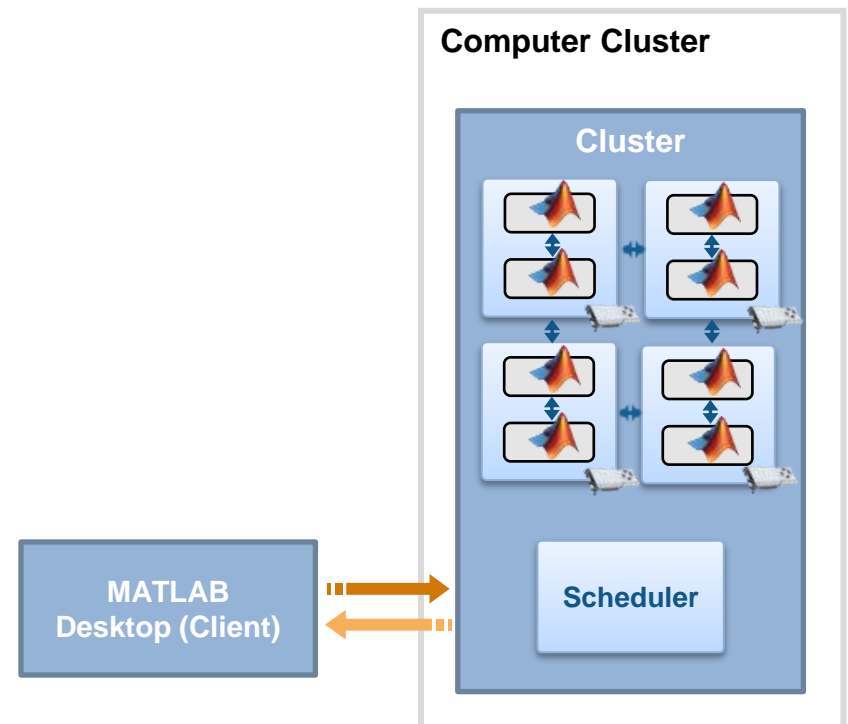 Computer Cluster
Cluster
MATLAB
Desktop (Client)
Scheduler